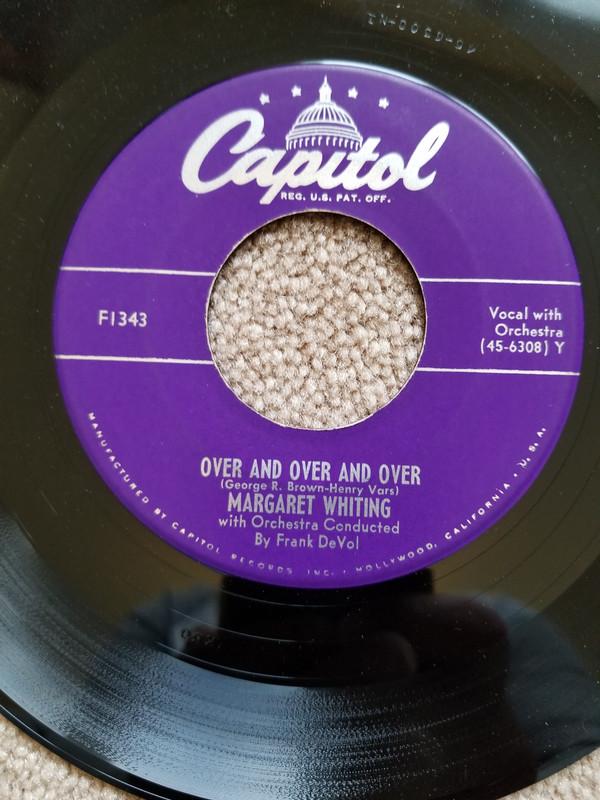 Capitol
REG. U.S. PAT. OFF.
F1343
Vocal with
Orchestra
(45-6308) Y
OVER AND OVER AND OVER
(George R. Brown-Henry Vars)
MARGARET WHITING
with Orchestra Conducted
By Frank DeVol
MANUFACTURED BY CAPITOL RECORDS INC. · HOLLYWOOD, CALIFORNIA · U.S.A.